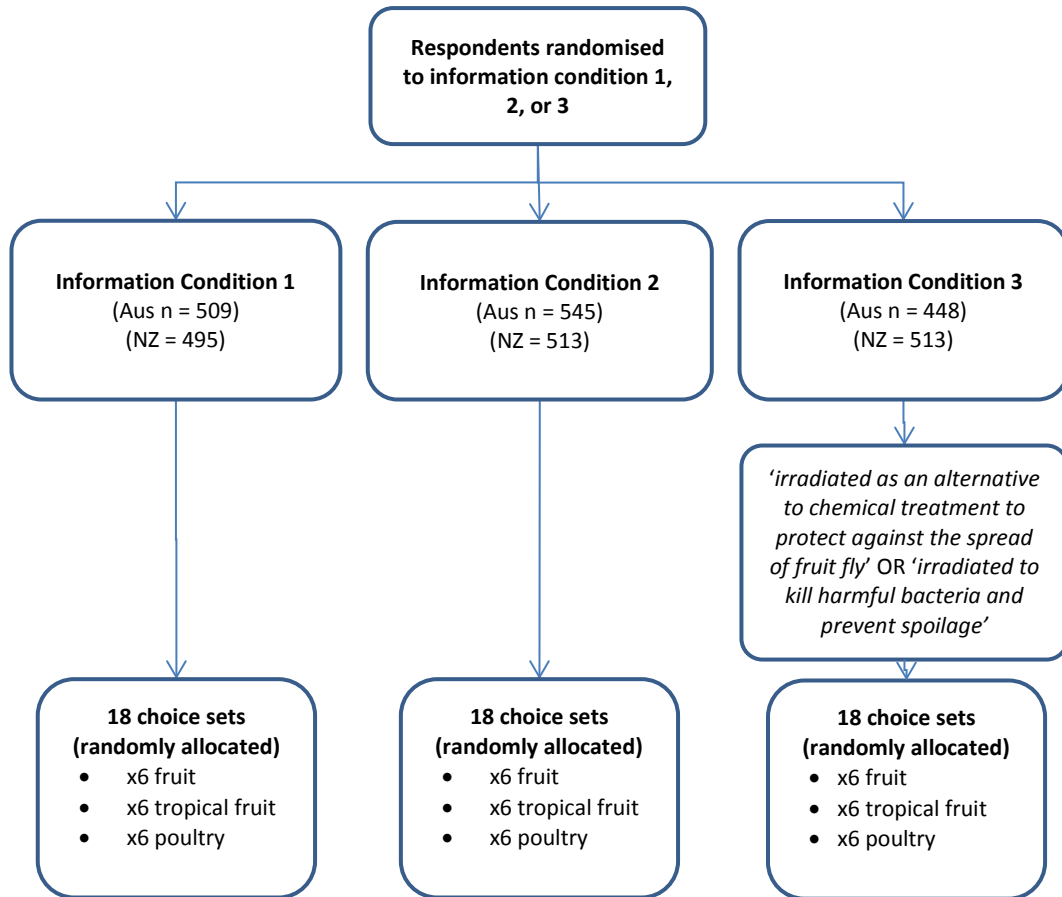 Respondents randomised
to information condition 1,
2, or 3
Information Condition 1
(Aus n = 509)
(NZ = 495)
Information Condition 2
(Aus n = 545)
(NZ = 513)
Information Condition 3
(Aus n = 448)
(NZ = 513)
‘irradiated as an alternative
to chemical treatment to
protect against the spread
of fruit fly’ OR ‘irradiated to
kill harmful bacteria and
prevent spoilage’
18 choice sets
(randomly allocated)
• x6 fruit
• x6 tropical fruit
• x6 poultry
18 choice sets
(randomly allocated)
• x6 fruit
• x6 tropical fruit
• x6 poultry
18 choice sets
(randomly allocated)
• x6 fruit
• x6 tropical fruit
• x6 poultry